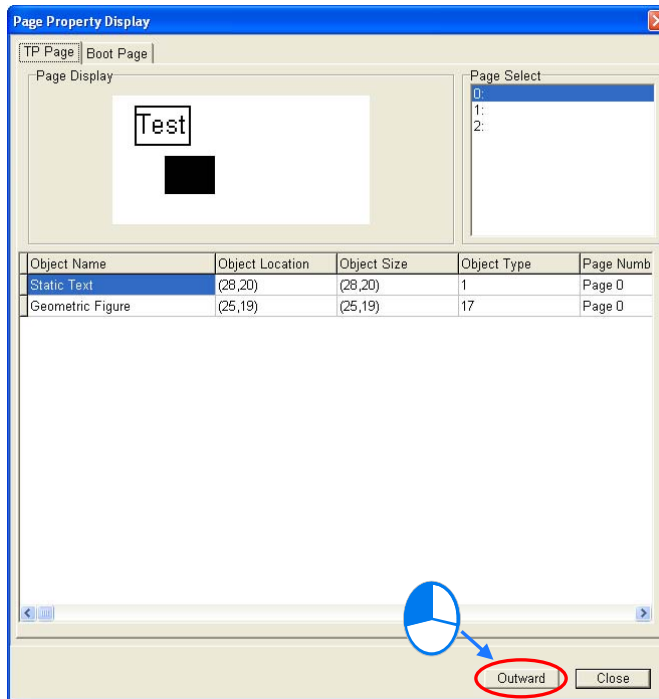 Page Property Display
TP Page Boot Page
Page Display
Page Select
Test
0:
1:
2:
Object Name Object Location Object Size Object Type Page Numb
Static Text (28,20) (28,20) 1 Page 0
Geometric Figure (25,19) (25,19) 17 Page 0
Outward Close